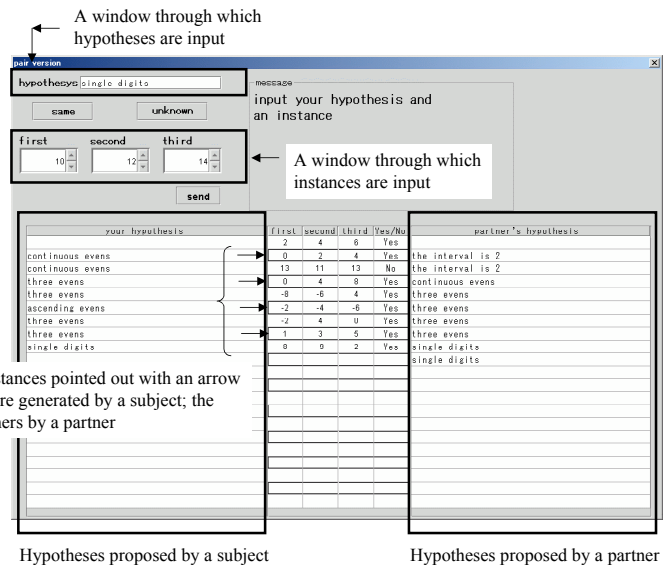 A window through which
hypotheses are input
pair version
hypothesys single digits
message
input your hypothesis and
an instance
same unknown
first second third
10 12 14
A window through which
instances are input
send
your hypothesis first second third Yes/No partner's hypothesis
2 4 6 Yes
continuous evens 0 2 4 Yes the interval is 2
continuous evens 13 11 13 No the interval is 2
three evens 0 4 8 Yes continuous evens
three evens -8 -6 4 Yes three evens
ascending evens -2 -4 -6 Yes three evens
three evens -2 4 0 Yes three evens
three evens 1 3 5 Yes three evens
single digits 8 9 2 Yes single digits
single digits
stances pointed out with an arrow
re generated by a subject; the
ers by a partner
Hypotheses proposed by a subject Hypotheses proposed by a partner